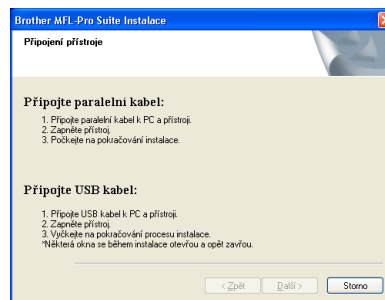 Brother MFL-Pro Suite Instalace
Připojení přístroje
Připojte paralelní kabel:
1. Připojte paralelní kabel k PC a přístroji.
2. Zapněte přístroj.
3. Počkejte na pokračování instalace.
Připojte USB kabel:
1. Připojte USB kabel k PC a přístroji.
2. Zapněte přístroj.
3. Vyčkejte na pokračování procesu instalace.
*Některá okna se během instalace otevřou a opět zavřou.
< Zpět
Další >
Storno